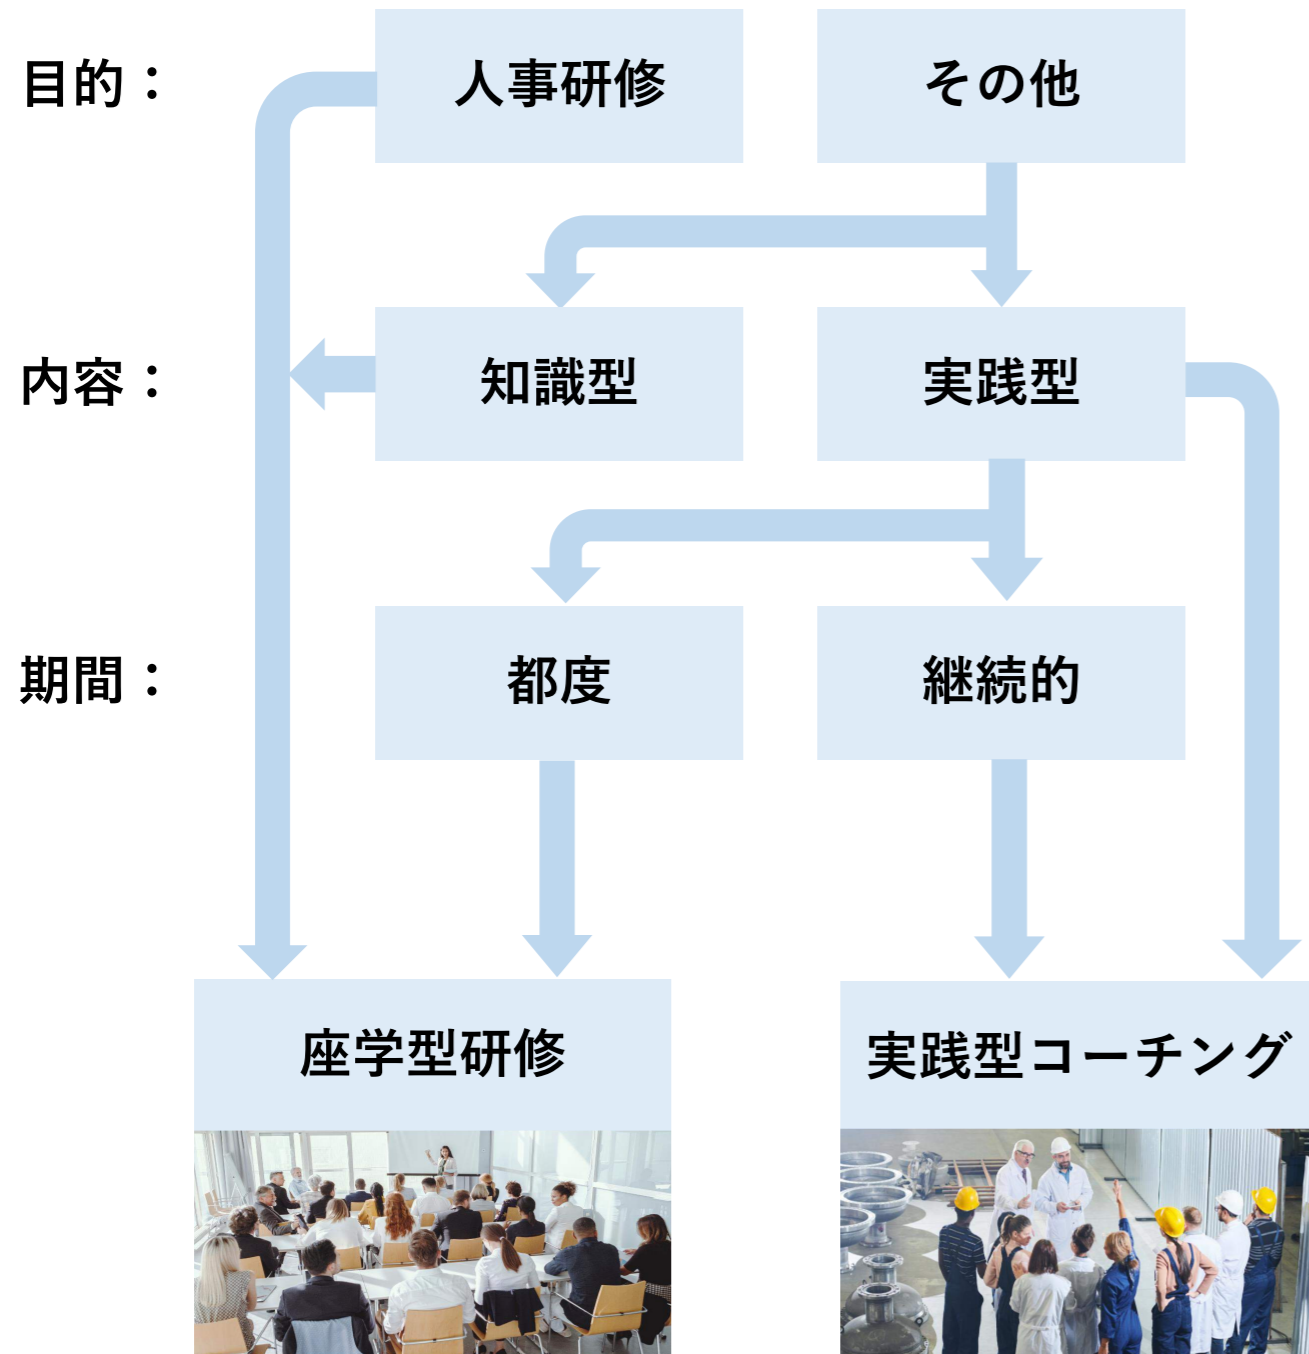 目的：
人事研修
その他
内容：
知識型
実践型
期間：
都度
継続的
座学型研修
実践型コーチング